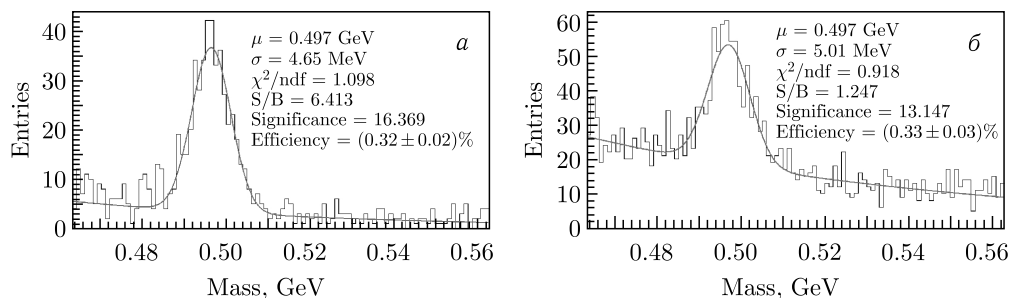 40
30
20
10
0
Entries
μ = 0.497 GeV
σ = 4.65 MeV
χ²/ndf = 1.098
S/B = 6.413
Significance = 16.369
Efficiency = (0.32 ± 0.02)%
а
0.48 0.50 0.52 0.54 0.56
Mass, GeV
60
50
40
30
20
10
0
Entries
μ = 0.497 GeV
σ = 5.01 MeV
χ²/ndf = 0.918
S/B = 1.247
Significance = 13.147
Efficiency = (0.33 ± 0.03)%
б
0.48 0.50 0.52 0.54 0.56
Mass, GeV